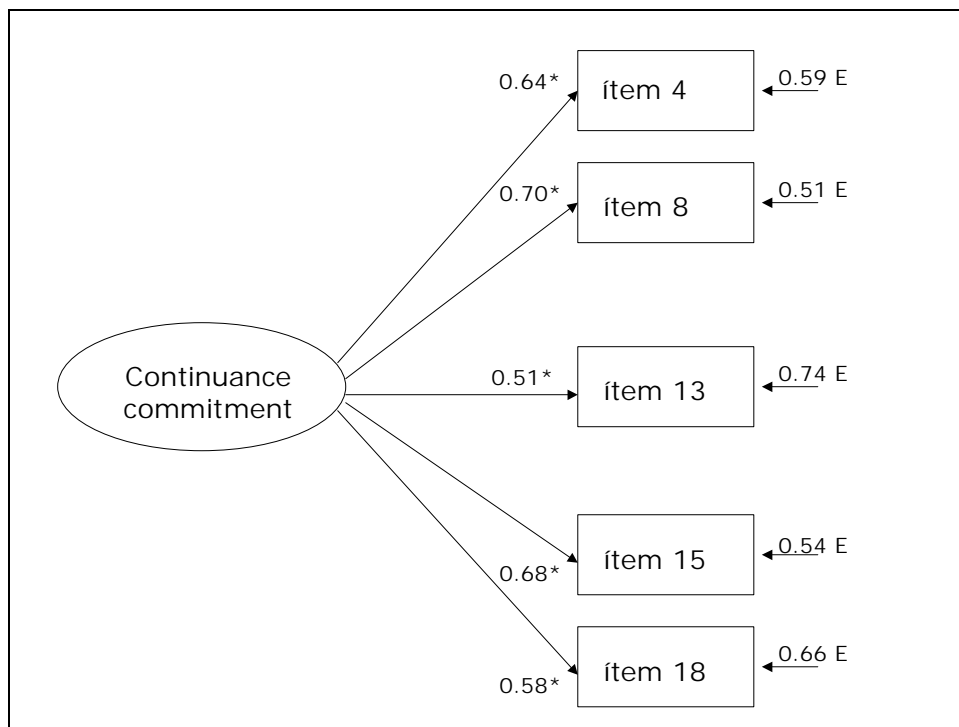 0.64*
ítem 4
0.59 E
0.70*
ítem 8
0.51 E
Continuance
commitment
0.51*
ítem 13
0.74 E
0.68*
ítem 15
0.54 E
0.58*
ítem 18
0.66 E